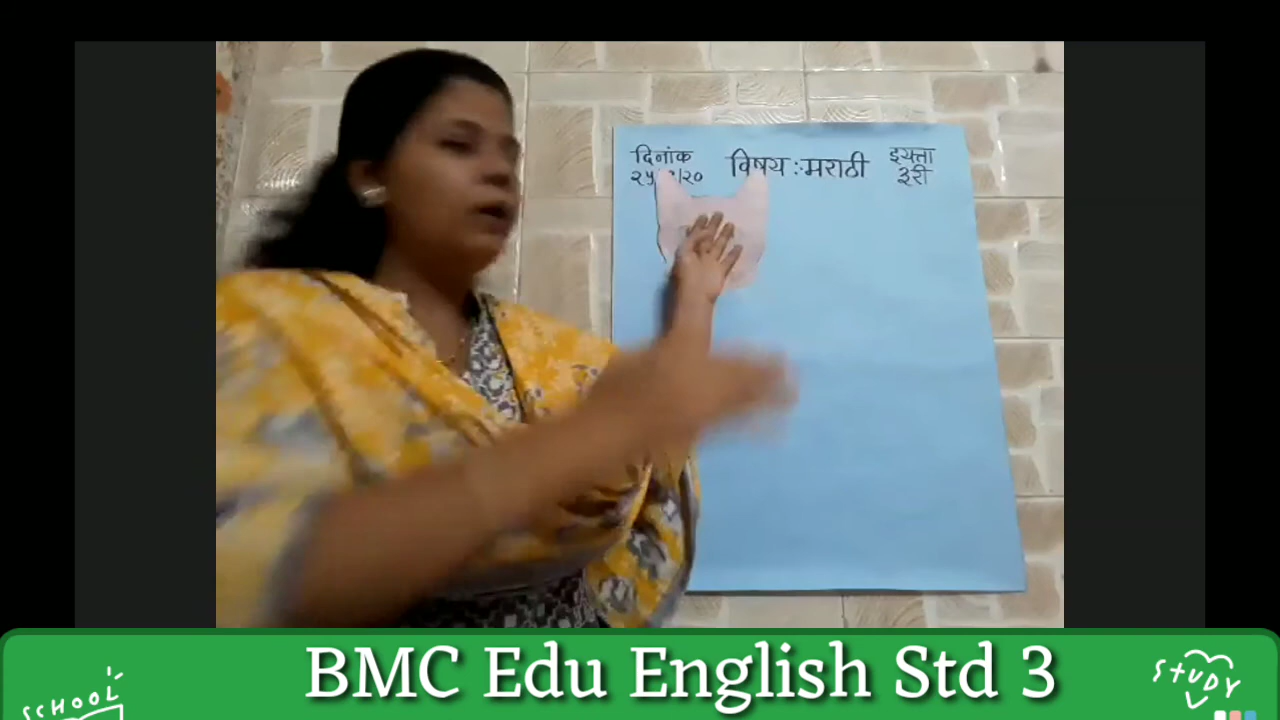 दिनांक
विषय :- मराठी
इयत्ता
३री
BMC Edu English Std 3
SCHOOL
STUDY